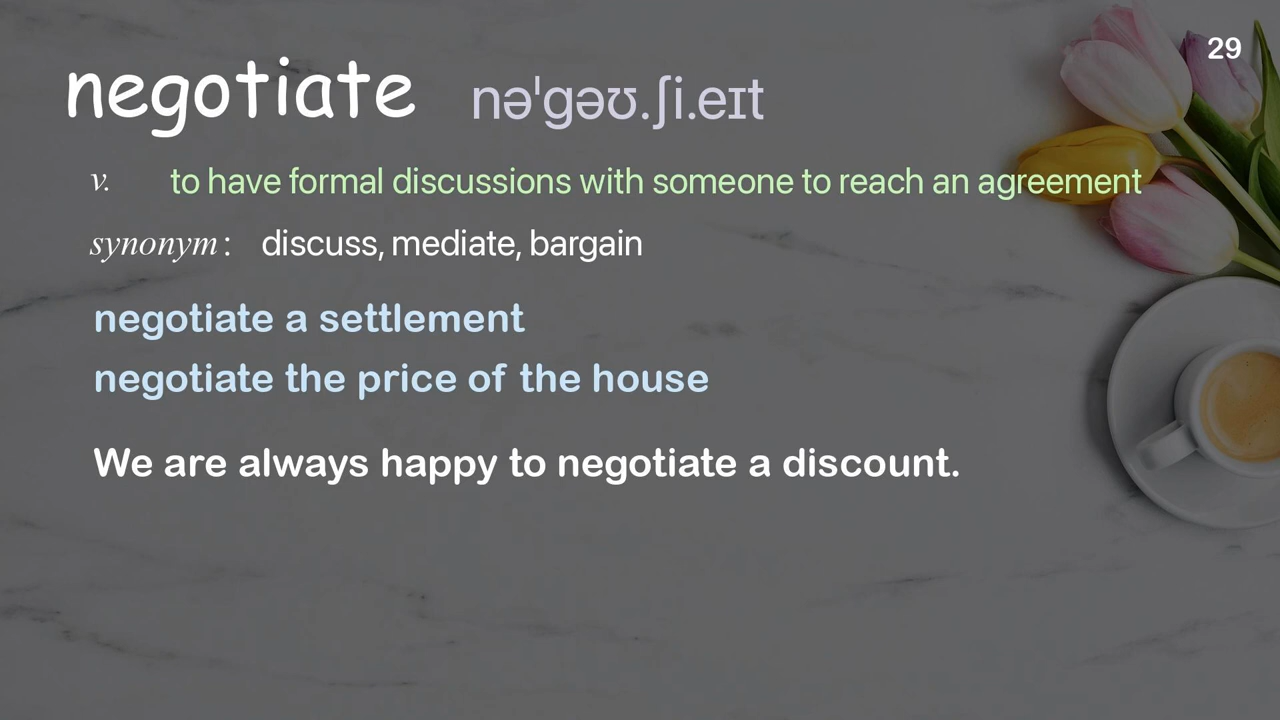 29
negotiate nəˈɡəʊ.ʃi.eɪt
v. to have formal discussions with someone to reach an agreement
synonym: discuss, mediate, bargain
negotiate a settlement
negotiate the price of the house
We are always happy to negotiate a discount.